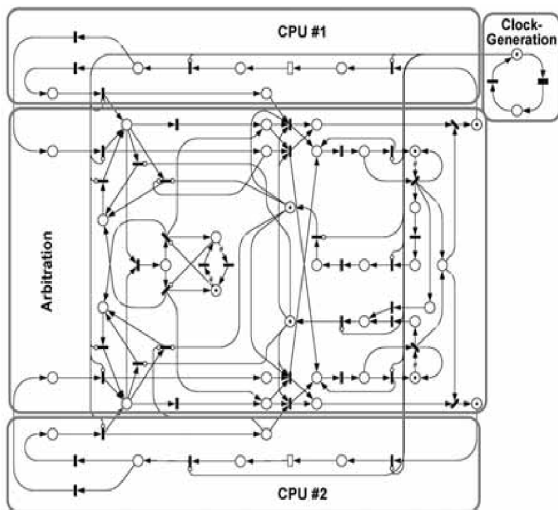 CPU #1
Clock-
Generation
Arbitration
CPU #2